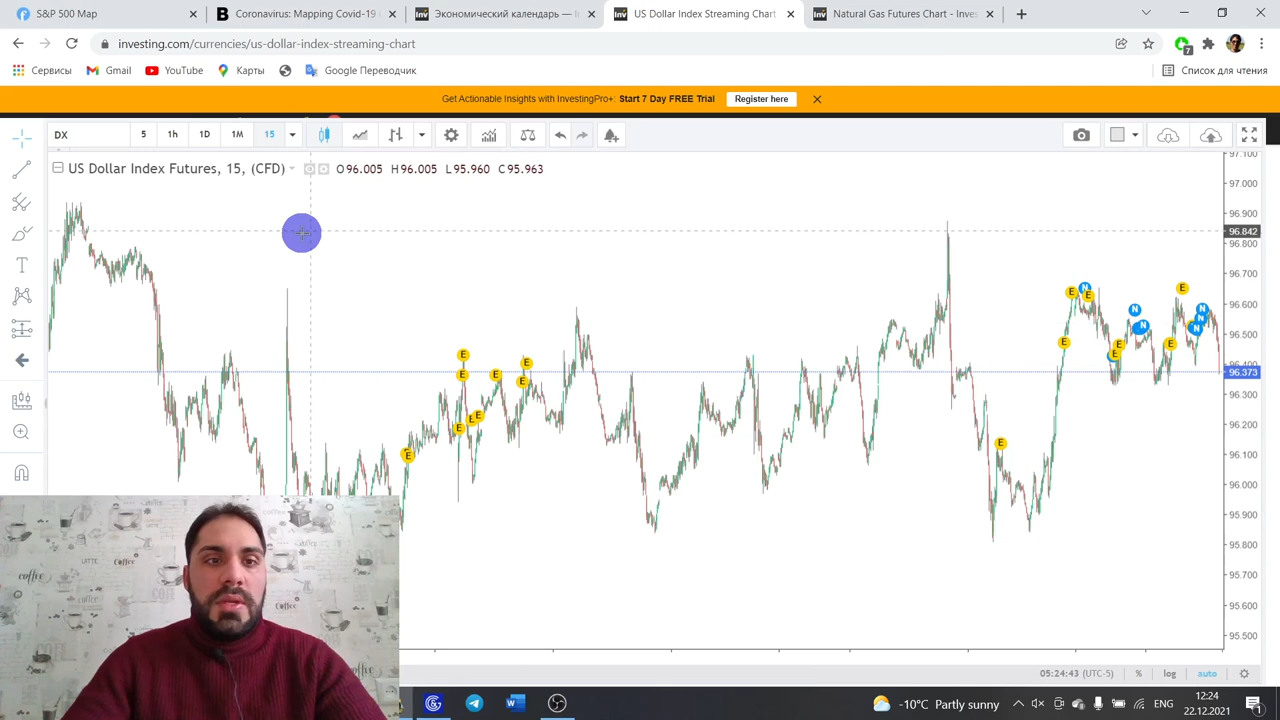 S&P 500 Map
Coronavirus: Mapping Covid-19
Экономический календарь —
US Dollar Index Streaming Chart
Natural Gas Futures Chart - Inves
investing.com/currencies/us-dollar-index-streaming-chart
7
Сервисы
Gmail
YouTube
Карты
Google Переводчик
Список для чтения
Get Actionable Insights with InvestingPro+: Start 7 Day FREE Trial
Register here
DX
5
1h
1D
1M
15
US Dollar Index Futures, 15, (CFD)
O 96.005 H 96.005 L 95.960 C 95.963
97.100
97.000
96.900
96.842
96.800
96.700
96.600
96.500
96.400
96.373
96.300
96.200
96.100
96.000
95.900
95.800
95.700
95.600
95.500
05:24:43 (UTC-5)
%
log
auto
-10°C Partly sunny
ENG
12:24
22.12.2021